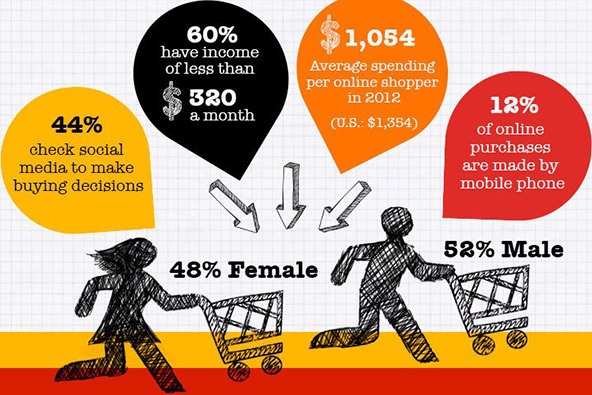 44%
check social
media to make
buying decisions
60%
have income
of less than
$ 320
a month
$ 1,054
Average spending
per online shopper
in 2012
(U.S.: $1,354)
12%
of online
purchases
are made by
mobile phone
48% Female
52% Male